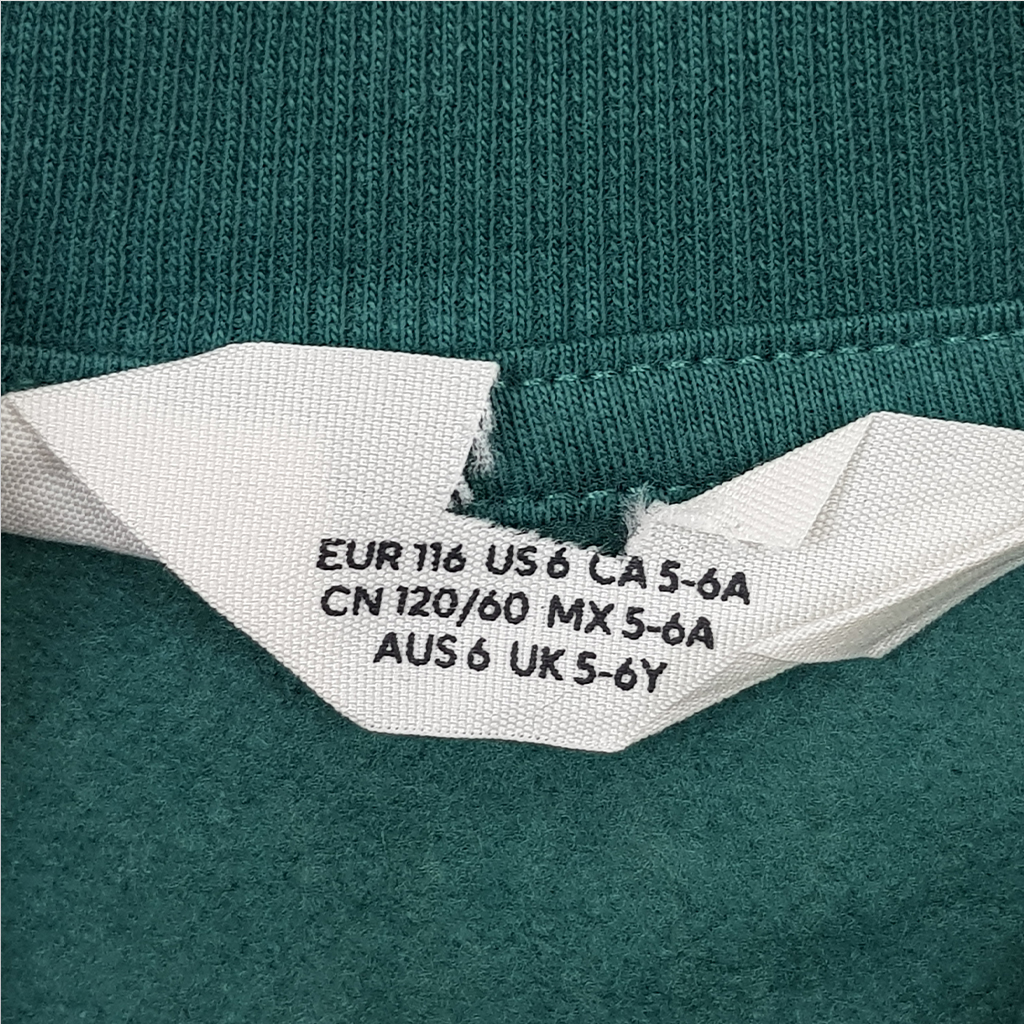 EUR 116 US 6 CA 5-6A
CN 120/60 MX 5-6A
AUS 6 UK 5-6Y